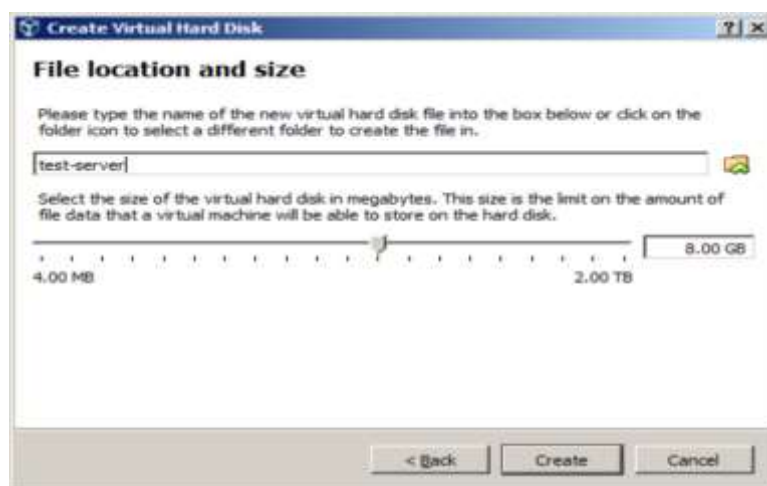 Create Virtual Hard Disk
File location and size
Please type the name of the new virtual hard disk file into the box below or click on the
folder icon to select a different folder to create the file in.
test-server
Select the size of the virtual hard disk in megabytes. This size is the limit on the amount of
file data that a virtual machine will be able to store on the hard disk.
8.00 GB
4.00 MB 2.00 TB
< Back Create Cancel